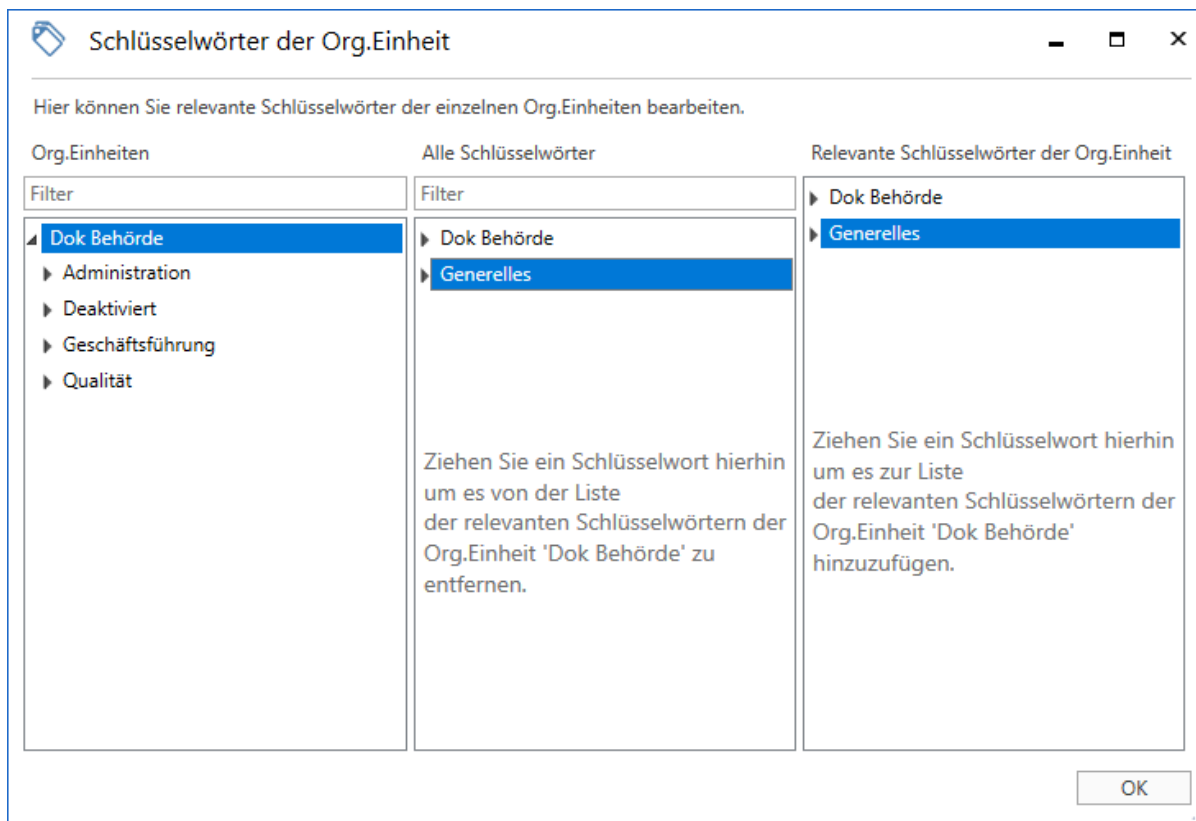 Schlüsselwörter der Org.Einheit
Hier können Sie relevante Schlüsselwörter der einzelnen Org.Einheiten bearbeiten.
Org.Einheiten
Filter
Dok Behörde
Administration
Deaktiviert
Geschäftsführung
Qualität
Alle Schlüsselwörter
Filter
Dok Behörde
Generelles
Ziehen Sie ein Schlüsselwort hierhin
um es von der Liste
der relevanten Schlüsselwörtern der
Org.Einheit 'Dok Behörde' zu
entfernen.
Relevante Schlüsselwörter der Org.Einheit
Dok Behörde
Generelles
Ziehen Sie ein Schlüsselwort hierhin
um es zur Liste
der relevanten Schlüsselwörtern der
Org.Einheit 'Dok Behörde'
hinzuzufügen.
OK